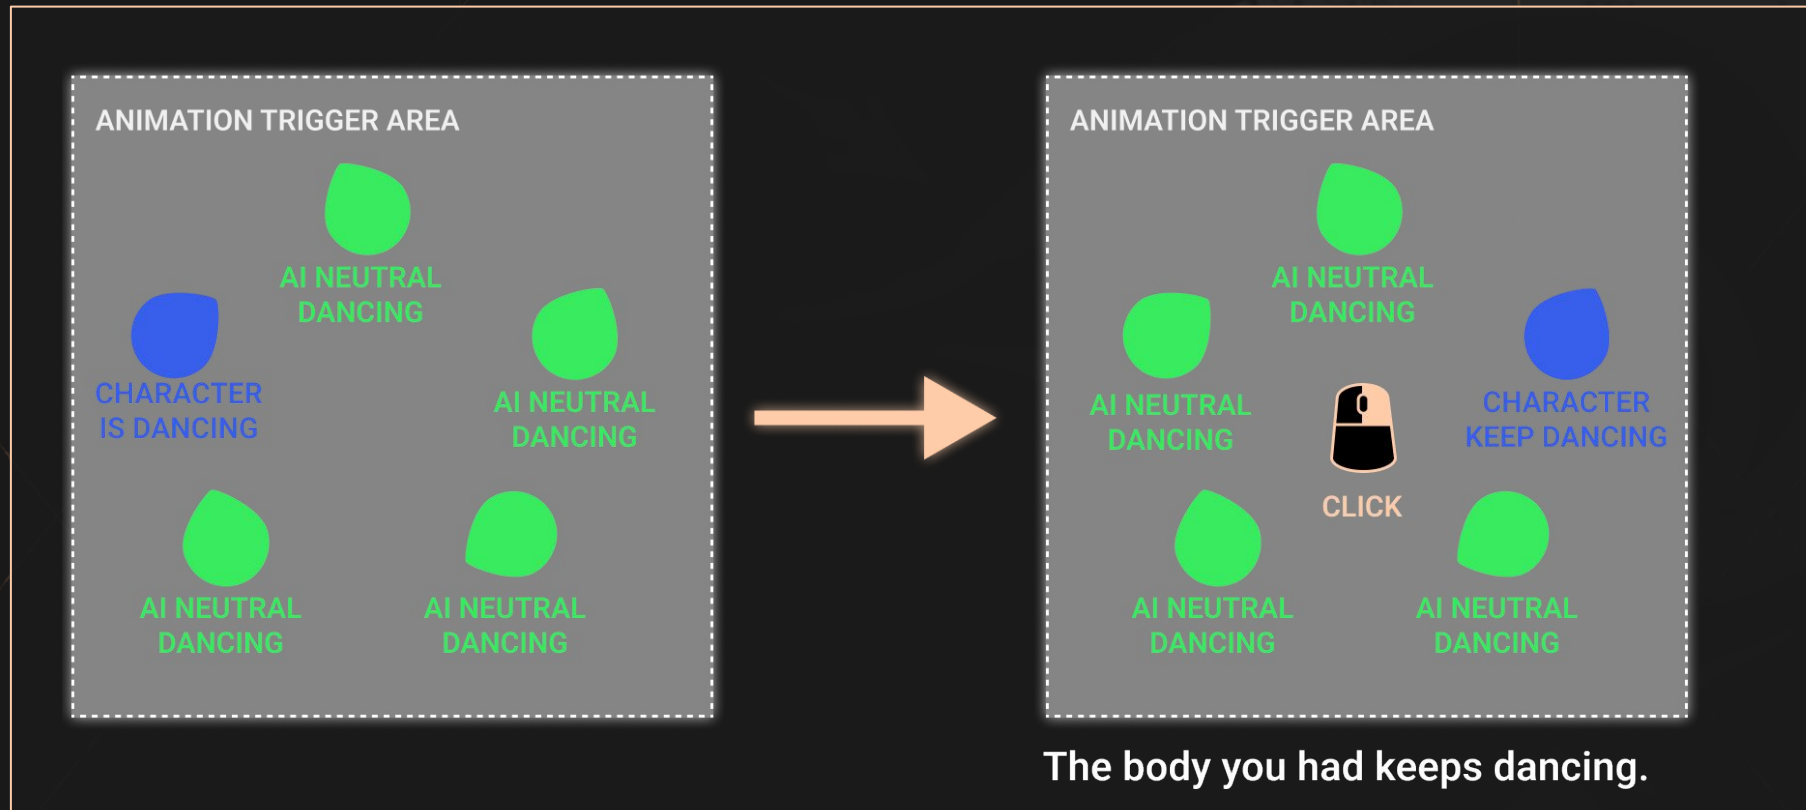 ANIMATION TRIGGER AREA
AI NEUTRAL
DANCING
CHARACTER
IS DANCING
AI NEUTRAL
DANCING
AI NEUTRAL
DANCING
AI NEUTRAL
DANCING
ANIMATION TRIGGER AREA
AI NEUTRAL
DANCING
AI NEUTRAL
DANCING
CHARACTER
KEEP DANCING
CLICK
AI NEUTRAL
DANCING
AI NEUTRAL
DANCING
The body you had keeps dancing.